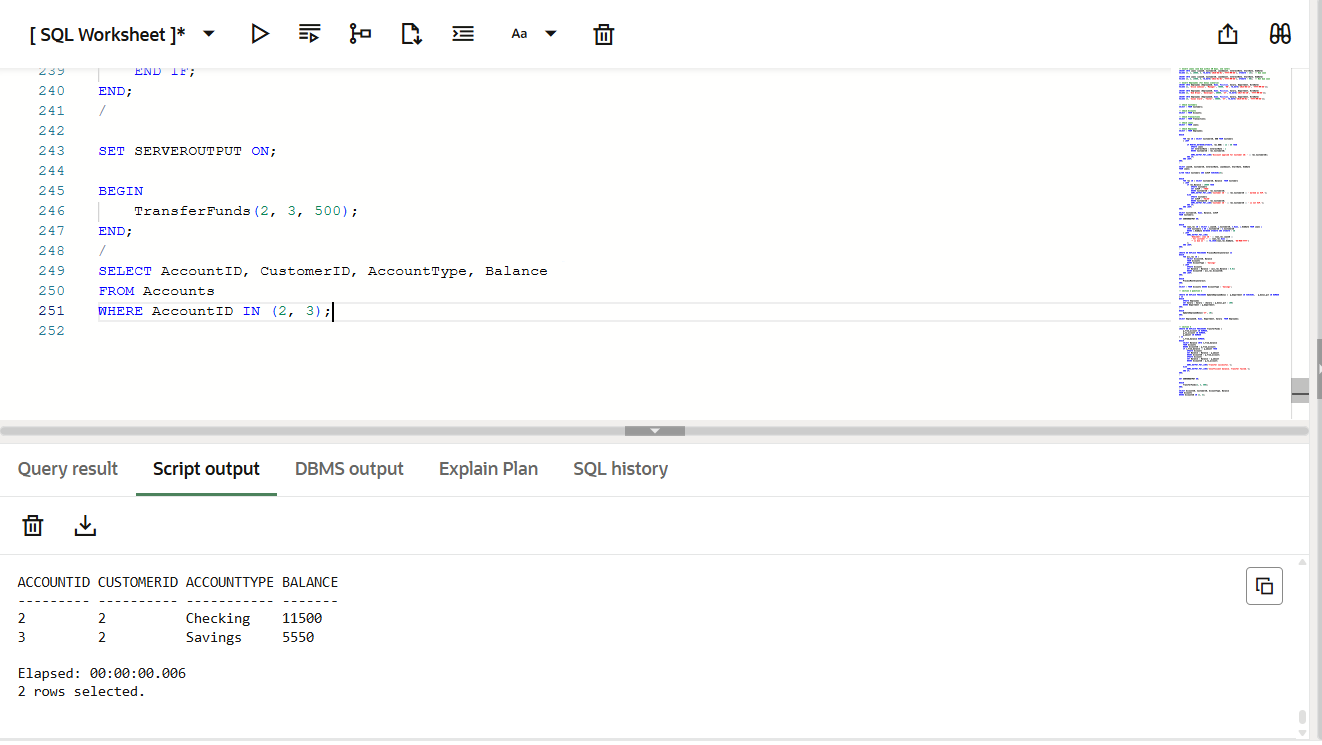 [ SQL Worksheet ]*
Aa
239 END IF;
240 END;
241 /
242
243 SET SERVEROUTPUT ON;
244
245 BEGIN
246 TransferFunds(2, 3, 500);
247 END;
248 /
249 SELECT AccountID, CustomerID, AccountType, Balance
250 FROM Accounts
251 WHERE AccountID IN (2, 3);
252
Query result Script output DBMS output Explain Plan SQL history
ACCOUNTID CUSTOMERID ACCOUNTTYPE BALANCE
--------- ---------- ----------- -------
2 2 Checking 11500
3 2 Savings 5550
Elapsed: 00:00:00.006
2 rows selected.